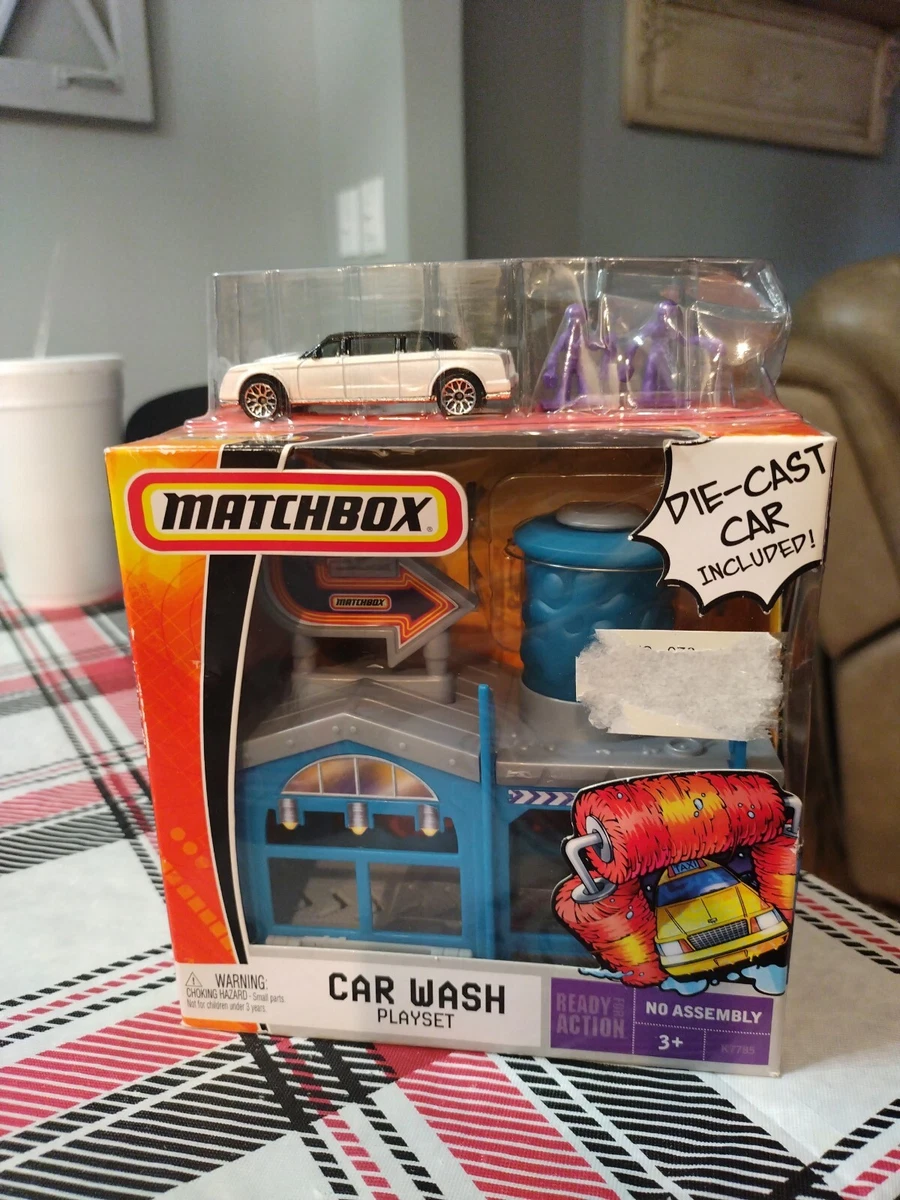 MATCHBOX
DIE-CAST
CAR
INCLUDED!
MATCHBOX
TAXI
WARNING:
CHOKING HAZARD - Small parts.
Not for children under 3 years.
CAR WASH
PLAYSET
READY FOR
ACTION
NO ASSEMBLY
3+
K7785